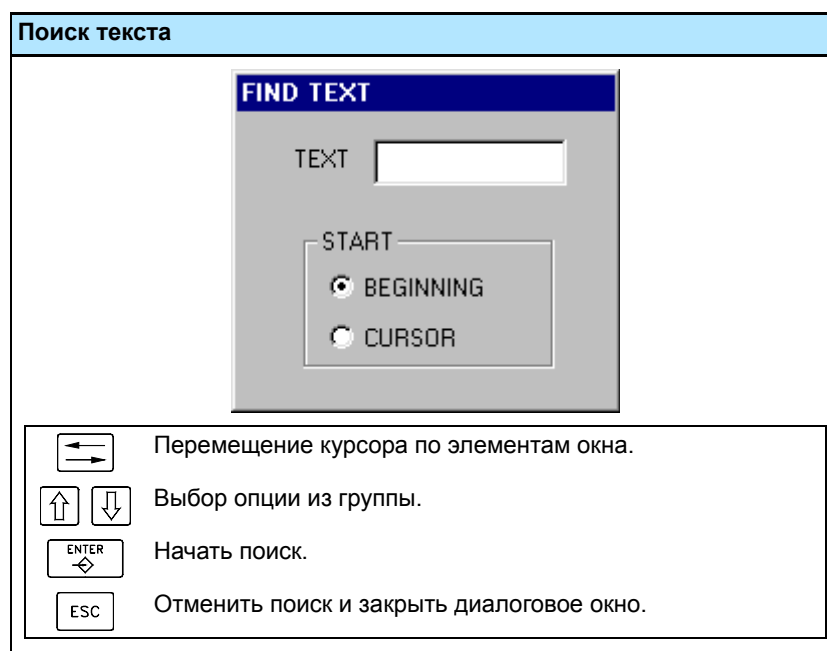 Поиск текста
FIND TEXT
TEXT
START
BEGINNING
CURSOR
Перемещение курсора по элементам окна.
Выбор опции из группы.
ENTER Начать поиск.
ESC Отменить поиск и закрыть диалоговое окно.